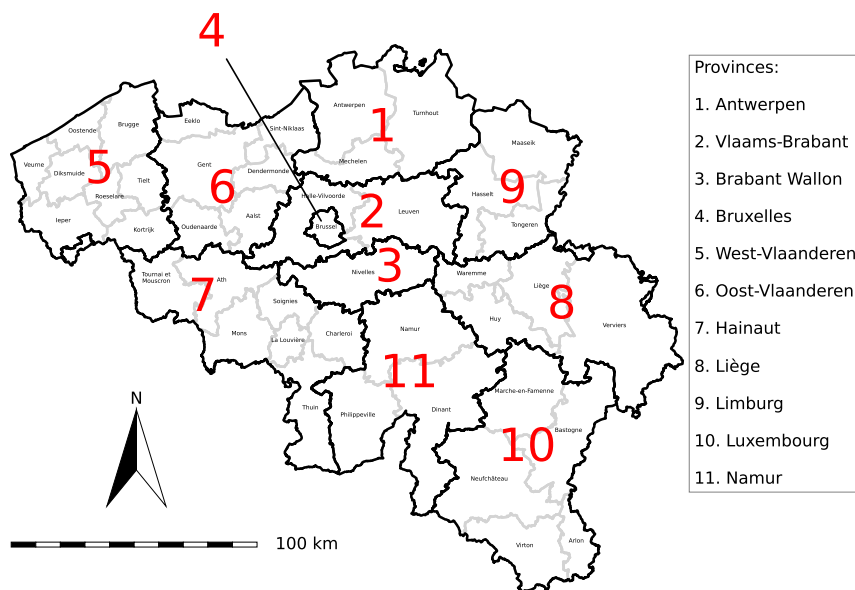 4
Provinces:
1. Antwerpen
2. Vlaams-Brabant
3. Brabant Wallon
4. Bruxelles
5. West-Vlaanderen
6. Oost-Vlaanderen
7. Hainaut
8. Liège
9. Limburg
10. Luxembourg
11. Namur
Antwerpen
Turnhout
1
Mechelen
Brugge
Oostende
Veurne
Diksmuide
5
Tielt
Roeselare
Ieper
Kortrijk
Eeklo
Sint-Niklaas
Gent
Dendermonde
6
Aalst
Oudenaarde
Halle-Vilvoorde
2
Leuven
Brussel
Maaseik
Hasselt
9
Tongeren
Nivelles
3
Tournai et
Mouscron
Ath
7
Soignies
Mons
La Louvière
Charleroi
Thuin
Waremme
Liège
8
Huy
Verviers
Namur
11
Philippeville
Dinant
Marche-en-Famenne
Bastogne
10
Neufchâteau
Virton
Arlon
N
100 km